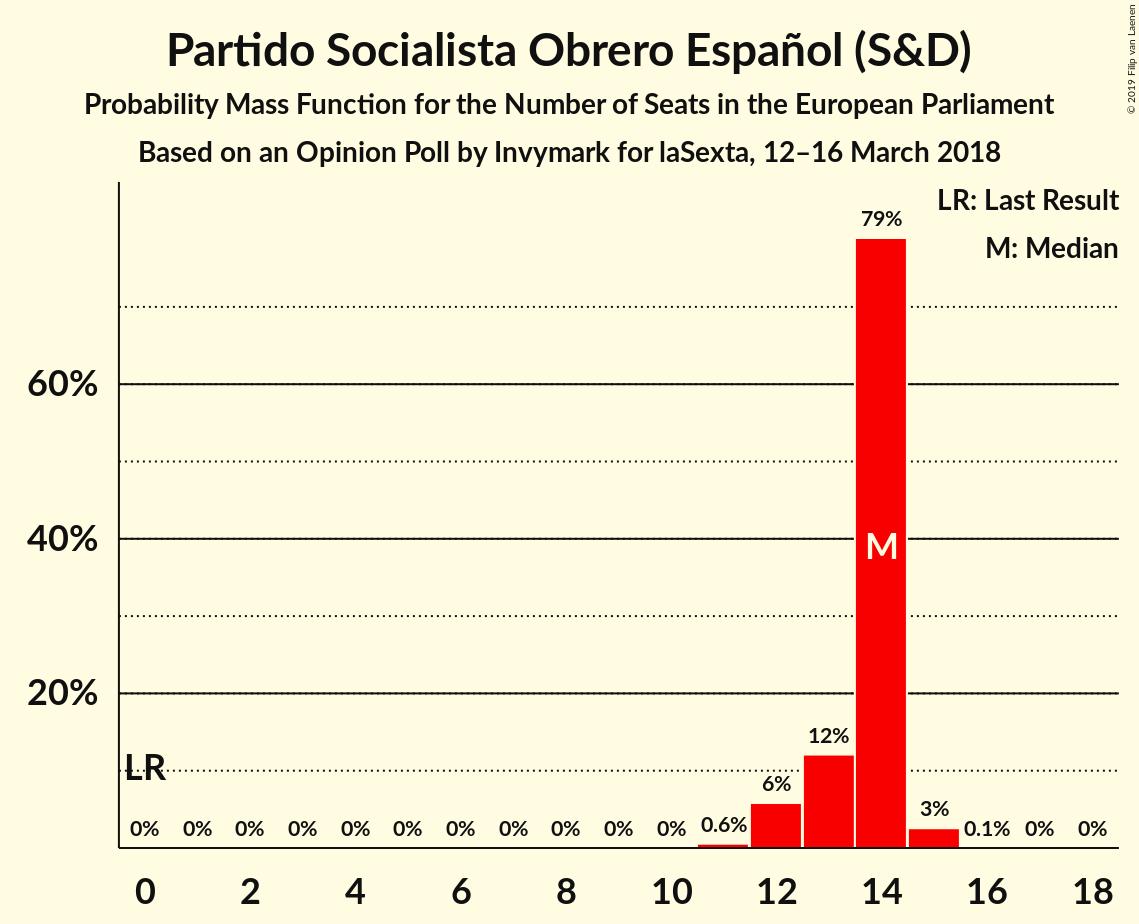 Partido Socialista Obrero Español (S&D)
Probability Mass Function for the Number of Seats in the European Parliament
Based on an Opinion Poll by Invymark for laSexta, 12–16 March 2018
© 2019 Filip van Laenen
LR: Last Result
M: Median
79%
60%
40%
M
20%
12%
LR
6%
3%
0% 0% 0% 0% 0% 0% 0% 0% 0% 0% 0% 0.6% 0.1% 0% 0%
0 2 4 6 8 10 12 14 16 18